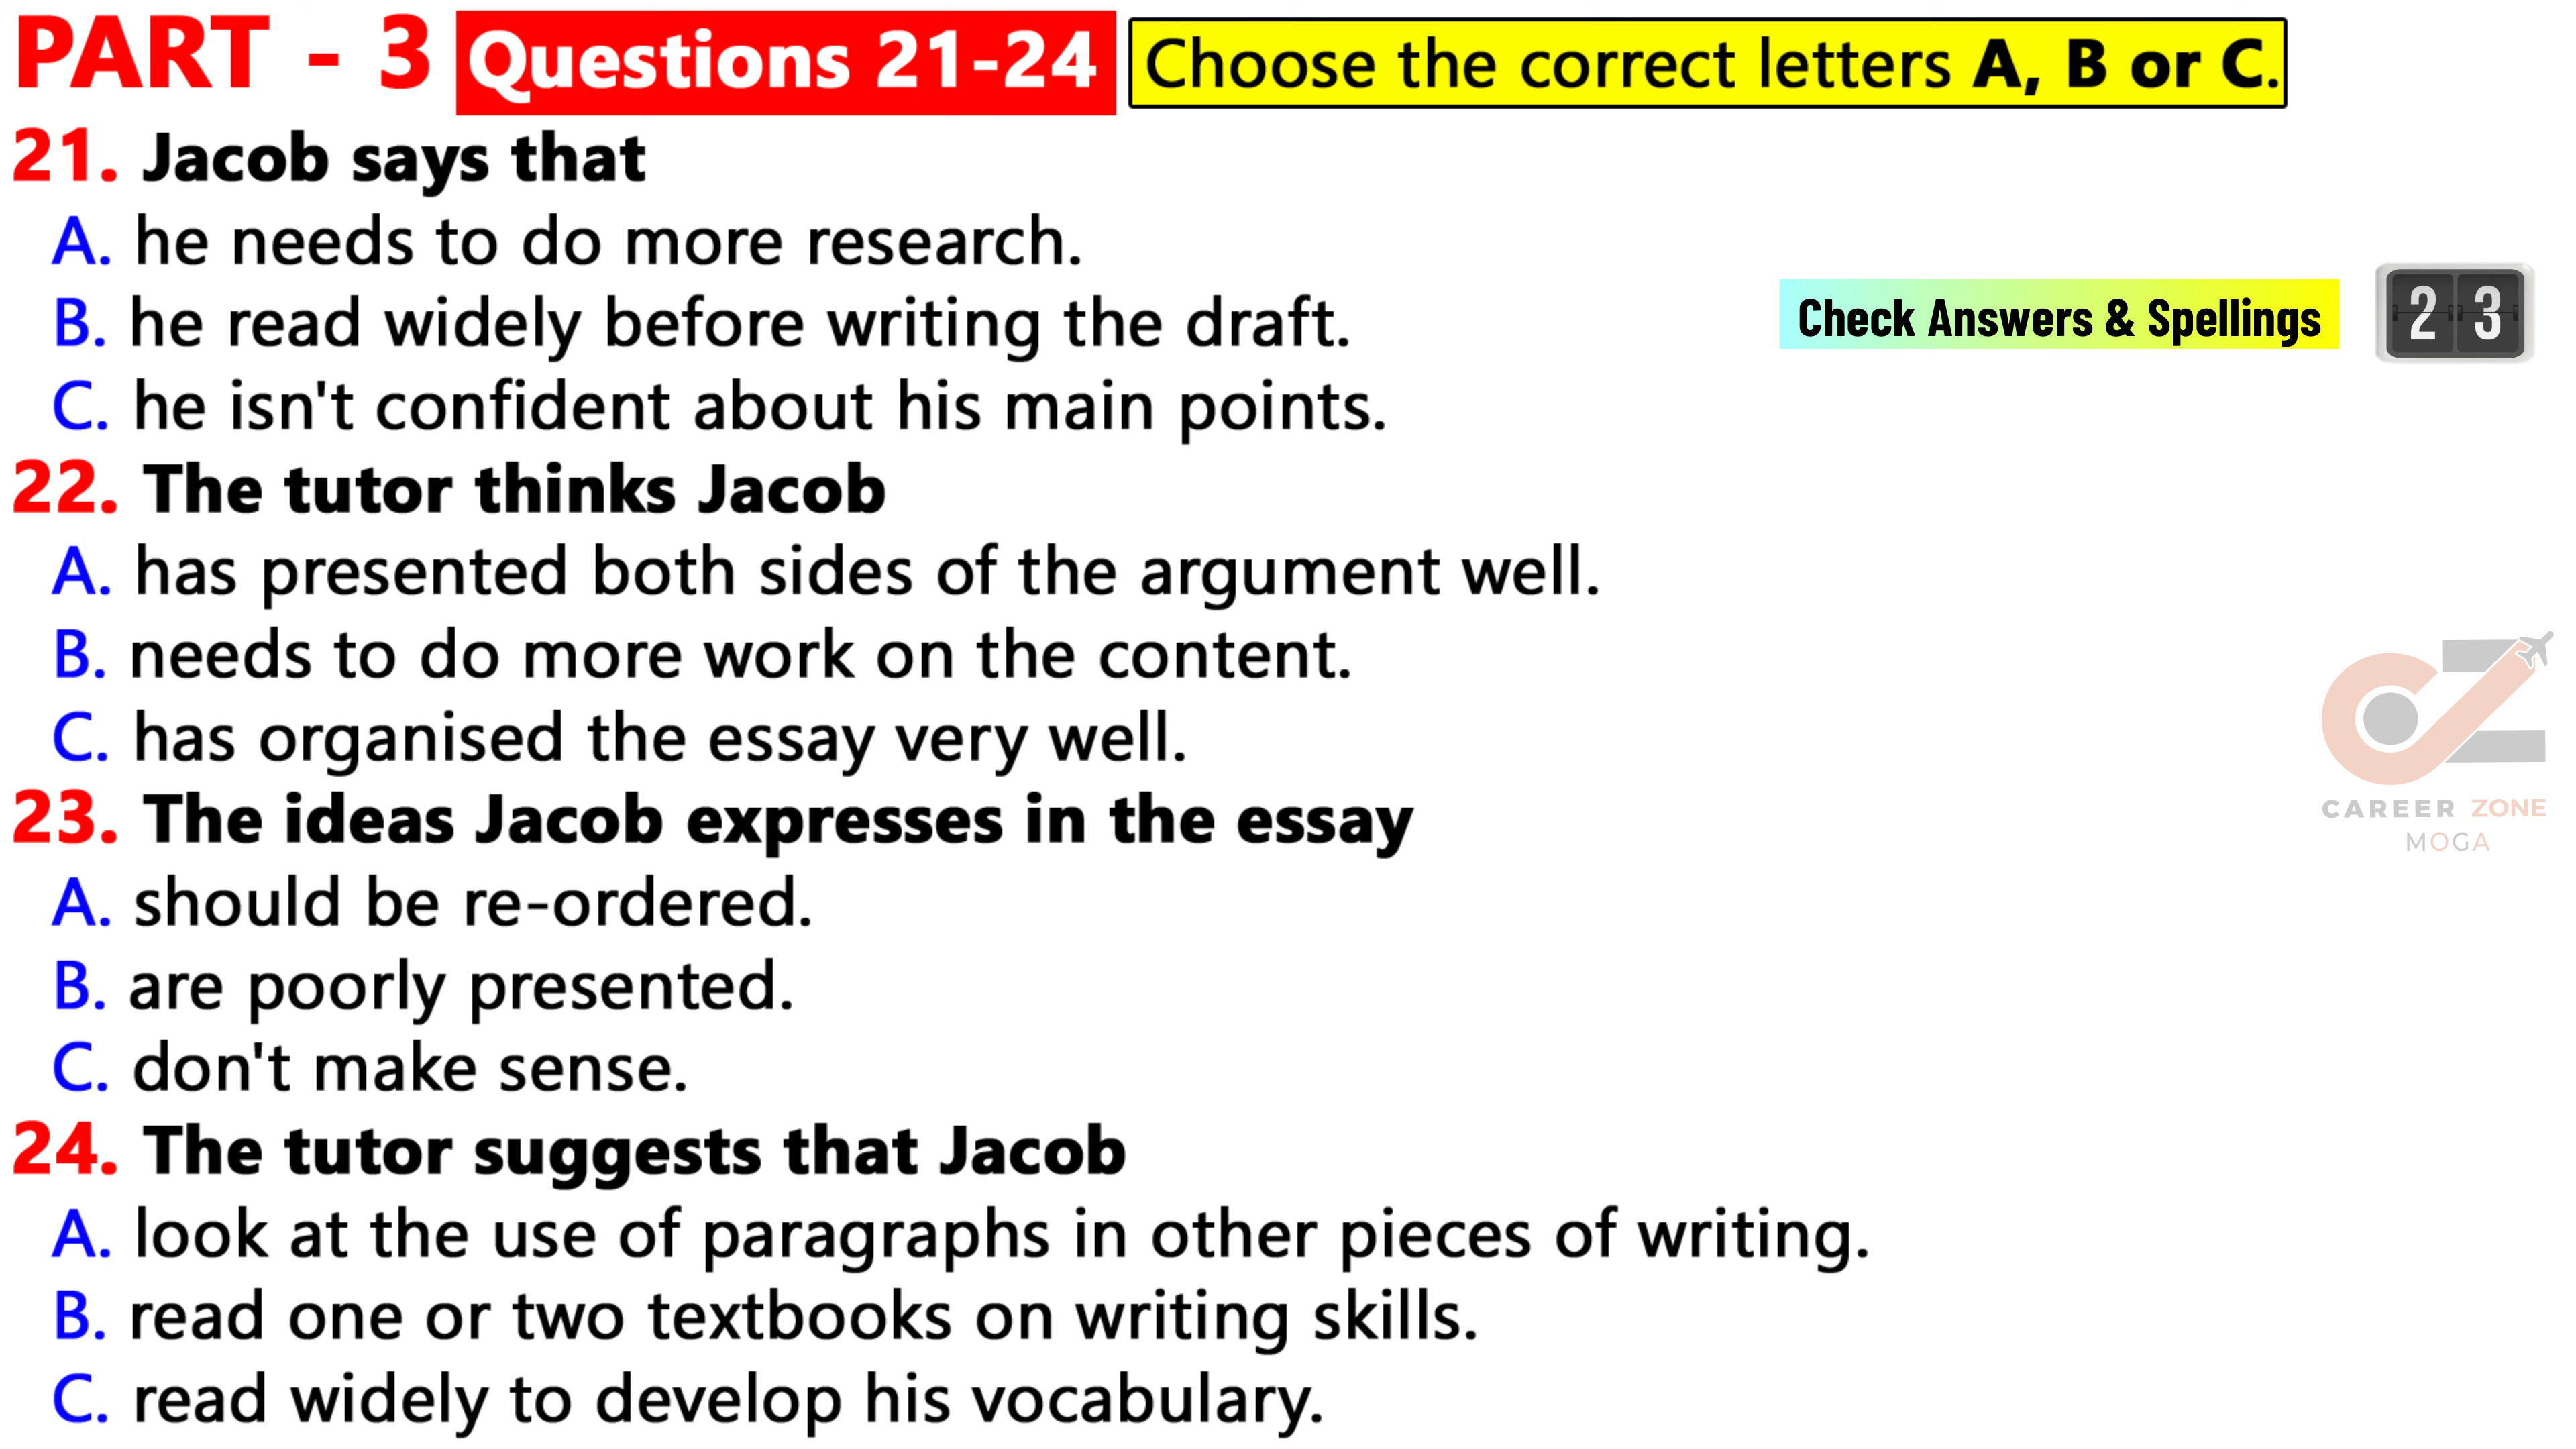 PART - 3 Questions 21-24 Choose the correct letters A, B or C.
21. Jacob says that
A. he needs to do more research.
B. he read widely before writing the draft.
C. he isn't confident about his main points.
Check Answers & Spellings 23
22. The tutor thinks Jacob
A. has presented both sides of the argument well.
B. needs to do more work on the content.
C. has organised the essay very well.
23. The ideas Jacob expresses in the essay
A. should be re-ordered.
B. are poorly presented.
C. don't make sense.
24. The tutor suggests that Jacob
A. look at the use of paragraphs in other pieces of writing.
B. read one or two textbooks on writing skills.
C. read widely to develop his vocabulary.
CZ
CAREER ZONE
MOGA